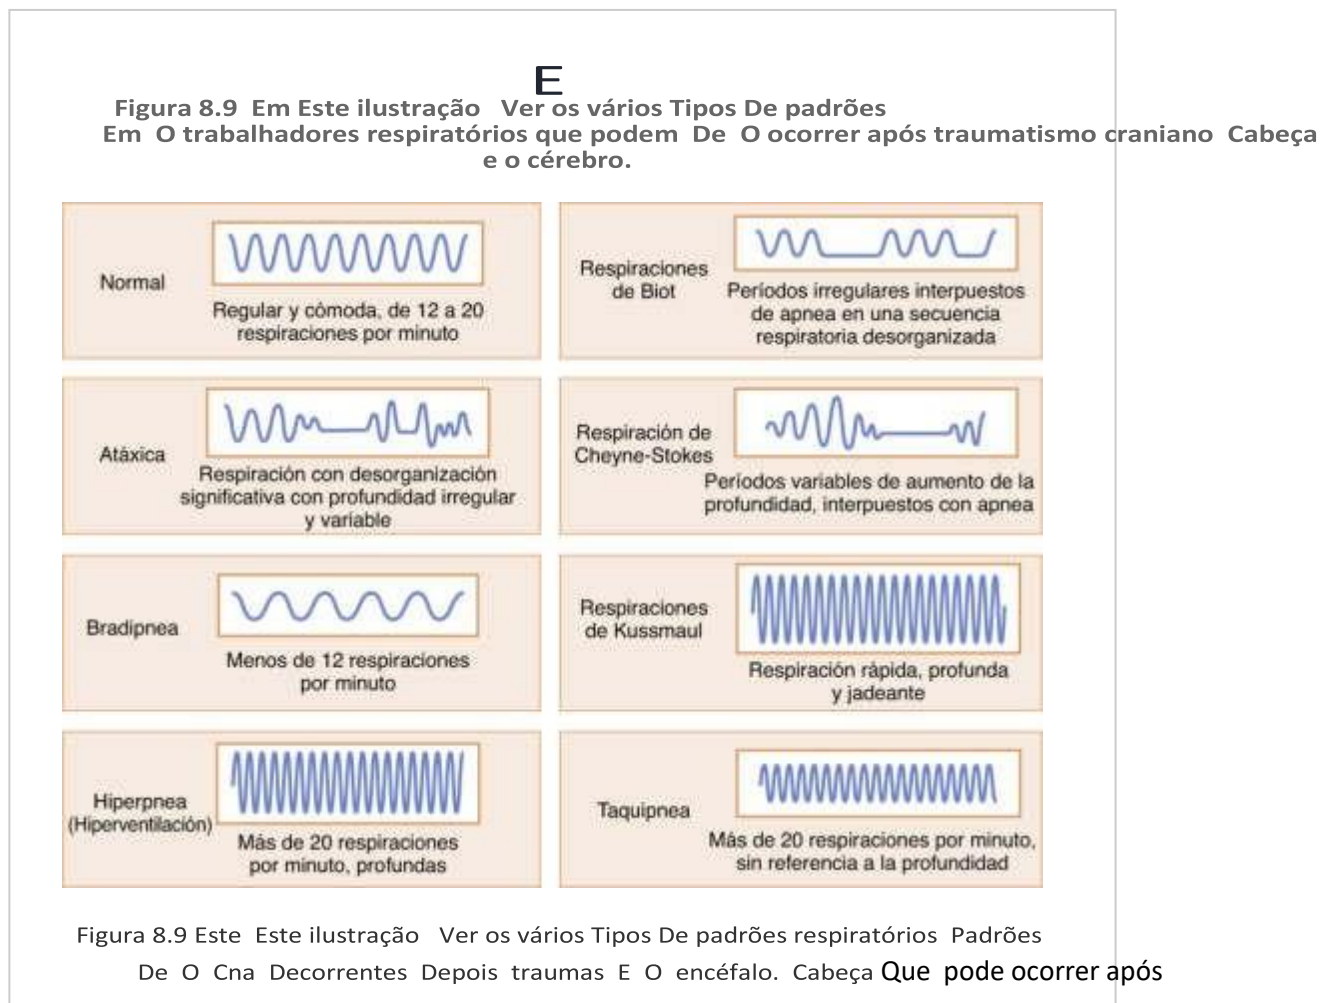 E
Figura 8.9 Em Este ilustração Ver os vários Tipos De padrões
Em O trabalhadores respiratórios que podem De O ocorrer após traumatismo craniano Cabeça
e o cérebro.
Normal
Regular y cómoda, de 12 a 20
respiraciones por minuto
Respiraciones
de Biot
Períodos irregulares interpuestos
de apnea en una secuencia
respiratoria desorganizada
Atáxica
Respiración con desorganización
significativa con profundidad irregular
y variable
Respiración de
Cheyne-Stokes
Períodos variables de aumento de la
profundidad, interpuestos con apnea
Bradipnea
Menos de 12 respiraciones
por minuto
Respiraciones
de Kussmaul
Respiración rápida, profunda
y jadeante
Hiperpnea
(Hiperventilación)
Más de 20 respiraciones
por minuto, profundas
Taquipnea
Más de 20 respiraciones por minuto,
sin referencia a la profundidad
Figura 8.9 Este Este ilustração Ver os vários Tipos De padrões respiratórios Padrões
De O Cna Decorrentes Depois traumas E O encéfalo. Cabeça Que pode ocorrer após